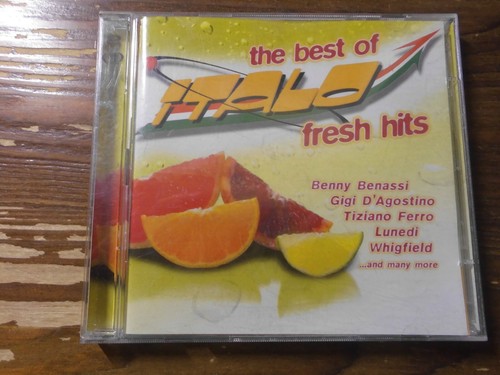 the best of
ITALO
fresh hits
Benny Benassi
Gigi D'Agostino
Tiziano Ferro
Lunedi
Whigfield
...and many more